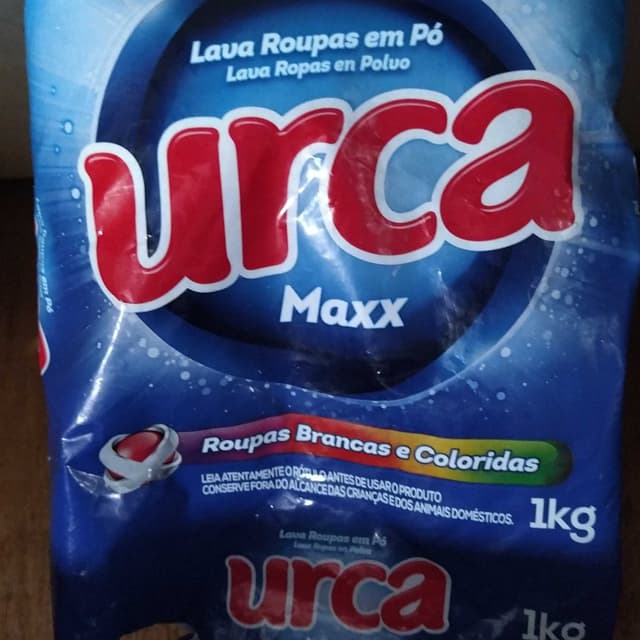 Lava Roupas em Pó
Lava Ropas en Polvo
urca
Maxx
Roupas Brancas e Coloridas
LEIA ATENTAMENTE O RÓTULO ANTES DE USAR O PRODUTO
CONSERVE FORA DO ALCANCE DAS CRIANÇAS E DOS ANIMAIS DOMÉSTICOS.
1kg
Lava Roupas em Pó
Lava Ropas en Polvo
urca
1kg